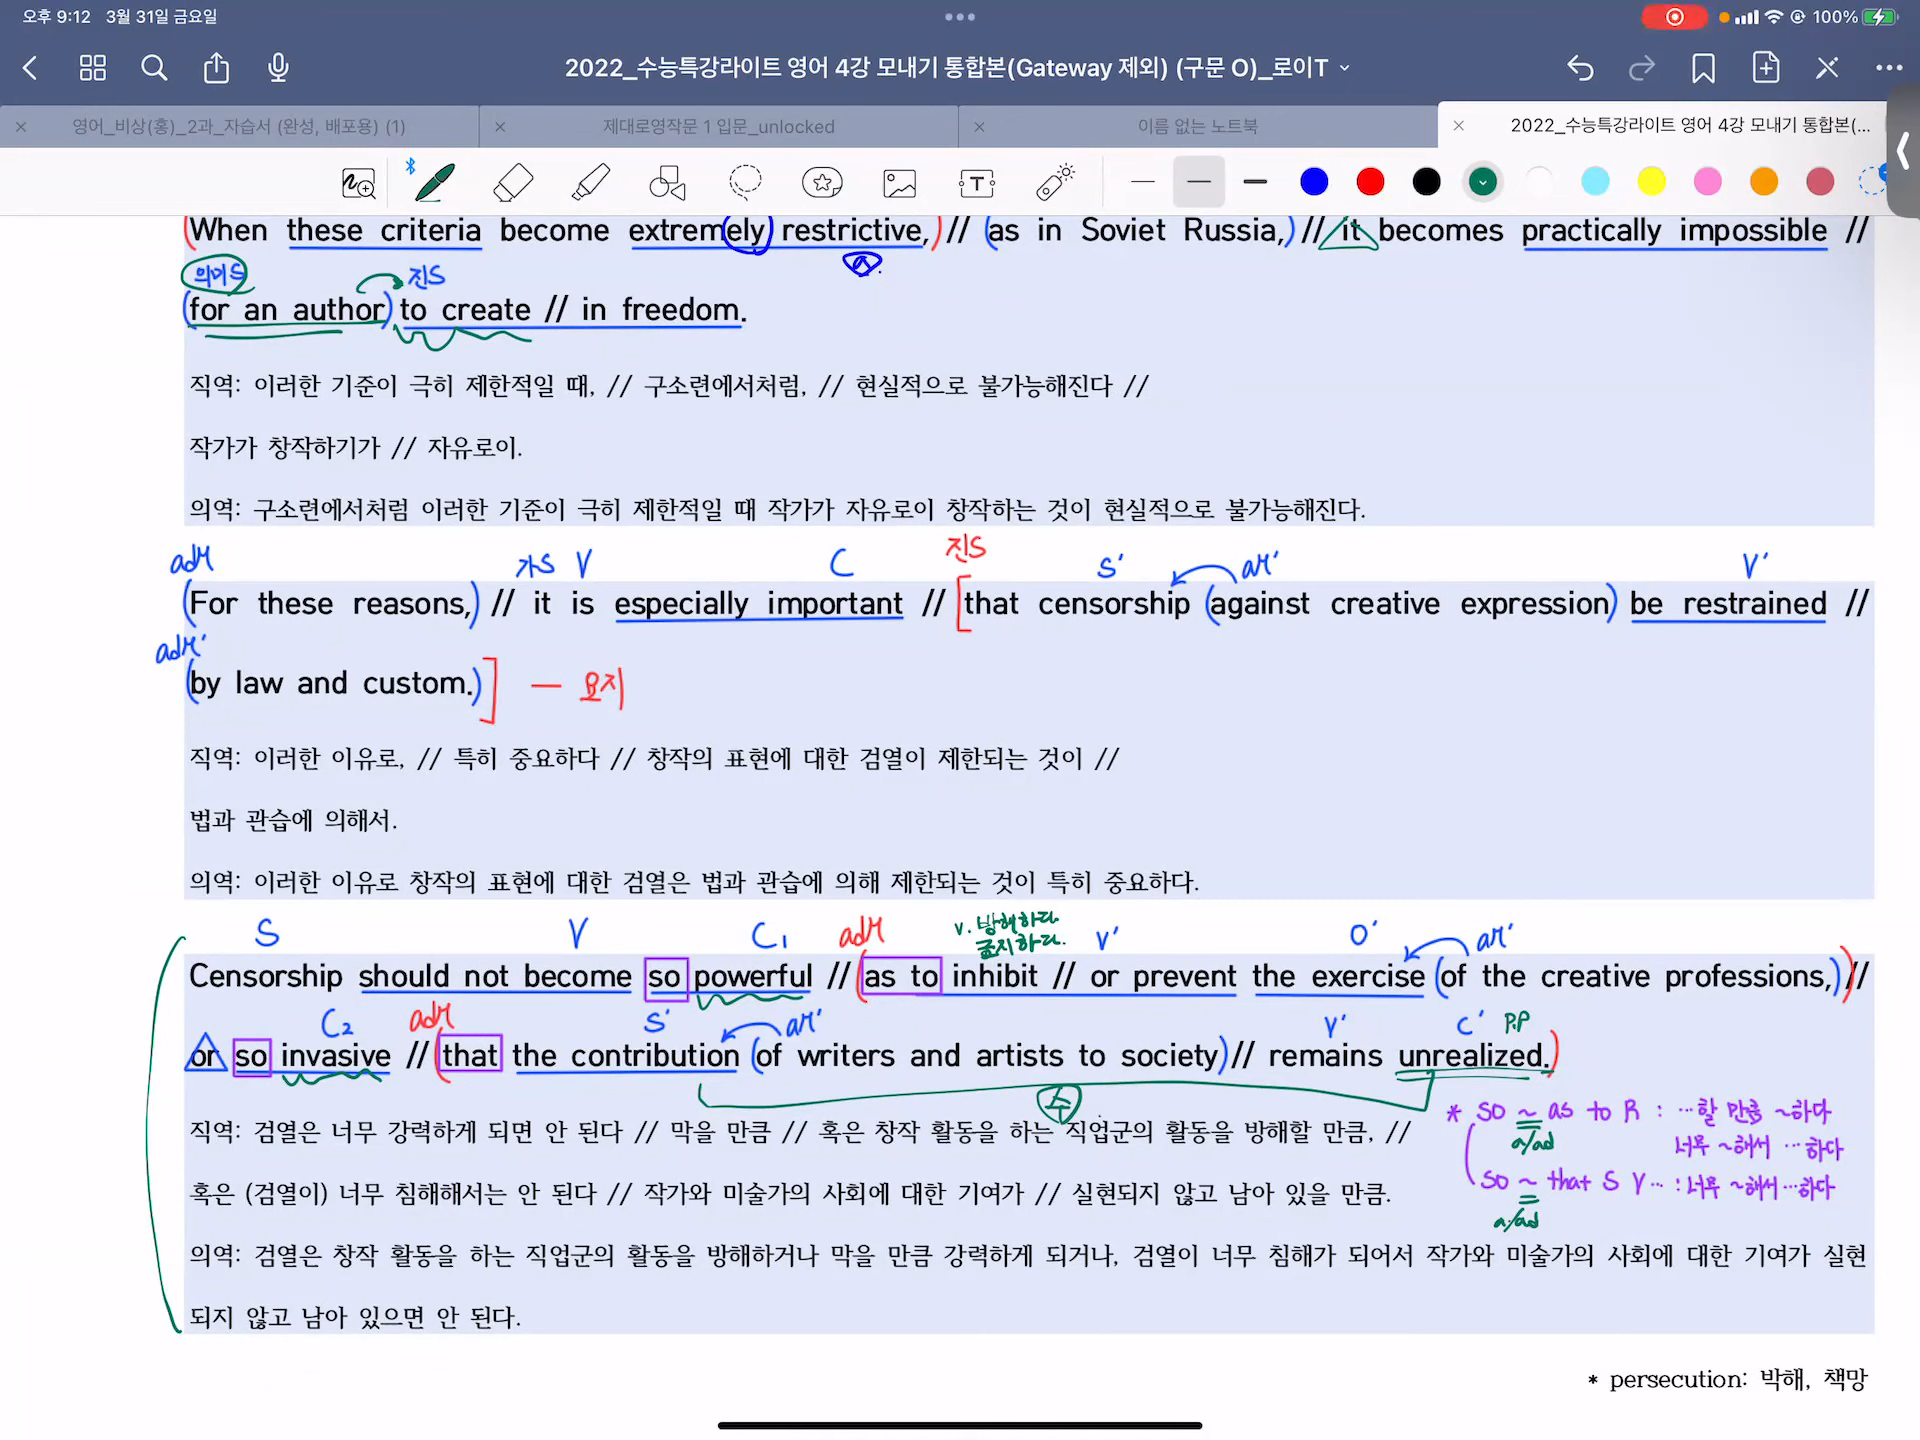 오후 9:12 3월 31일 금요일
100%
2022_수능특강라이트 영어 4강 모내기 통합본(Gateway 제외) (구문 O)_로이T
영어_비상(홍)_2과_자습서 (완성, 배포용) (1)
제대로영작문 1 입문_unlocked
이름 없는 노트북
2022_수능특강라이트 영어 4강 모내기 통합본(...
(When these criteria become extremely restrictive,) // (as in Soviet Russia,) // it becomes practically impossible //
a
의미S 진S
(for an author) to create // in freedom.
직역: 이러한 기준이 극히 제한적일 때, // 구소련에서처럼, // 현실적으로 불가능해진다 //
작가가 창작하기가 // 자유로이.
의역: 구소련에서처럼 이러한 기준이 극히 제한적일 때 작가가 자유로이 창작하는 것이 현실적으로 불가능해진다.
adM 가S V C 진S S' aM' V'
(For these reasons,) // it is especially important // [that censorship (against creative expression) be restrained //
adM'
(by law and custom.)] — 요지
직역: 이러한 이유로, // 특히 중요하다 // 창작의 표현에 대한 검열이 제한되는 것이 //
법과 관습에 의해서.
의역: 이러한 이유로 창작의 표현에 대한 검열은 법과 관습에 의해 제한되는 것이 특히 중요하다.
S V C₁ adM v. 방해하다 금지하다. V' O' aM'
Censorship should not become so powerful // (as to inhibit // or prevent the exercise (of the creative professions,)) //
C₂ adM S' aM' V' C' P.P
or so invasive // (that the contribution (of writers and artists to society) // remains unrealized.)
수
* so ~ as to R : …할 만큼 ~하다
a/ad 너무 ~해서 …하다
so ~ that S V… : 너무 ~해서 …하다
a/ad
직역: 검열은 너무 강력하게 되면 안 된다 // 막을 만큼 // 혹은 창작 활동을 하는 직업군의 활동을 방해할 만큼, //
혹은 (검열이) 너무 침해해서는 안 된다 // 작가와 미술가의 사회에 대한 기여가 // 실현되지 않고 남아 있을 만큼.
의역: 검열은 창작 활동을 하는 직업군의 활동을 방해하거나 막을 만큼 강력하게 되거나, 검열이 너무 침해가 되어서 작가와 미술가의 사회에 대한 기여가 실현
되지 않고 남아 있으면 안 된다.
* persecution: 박해, 책망